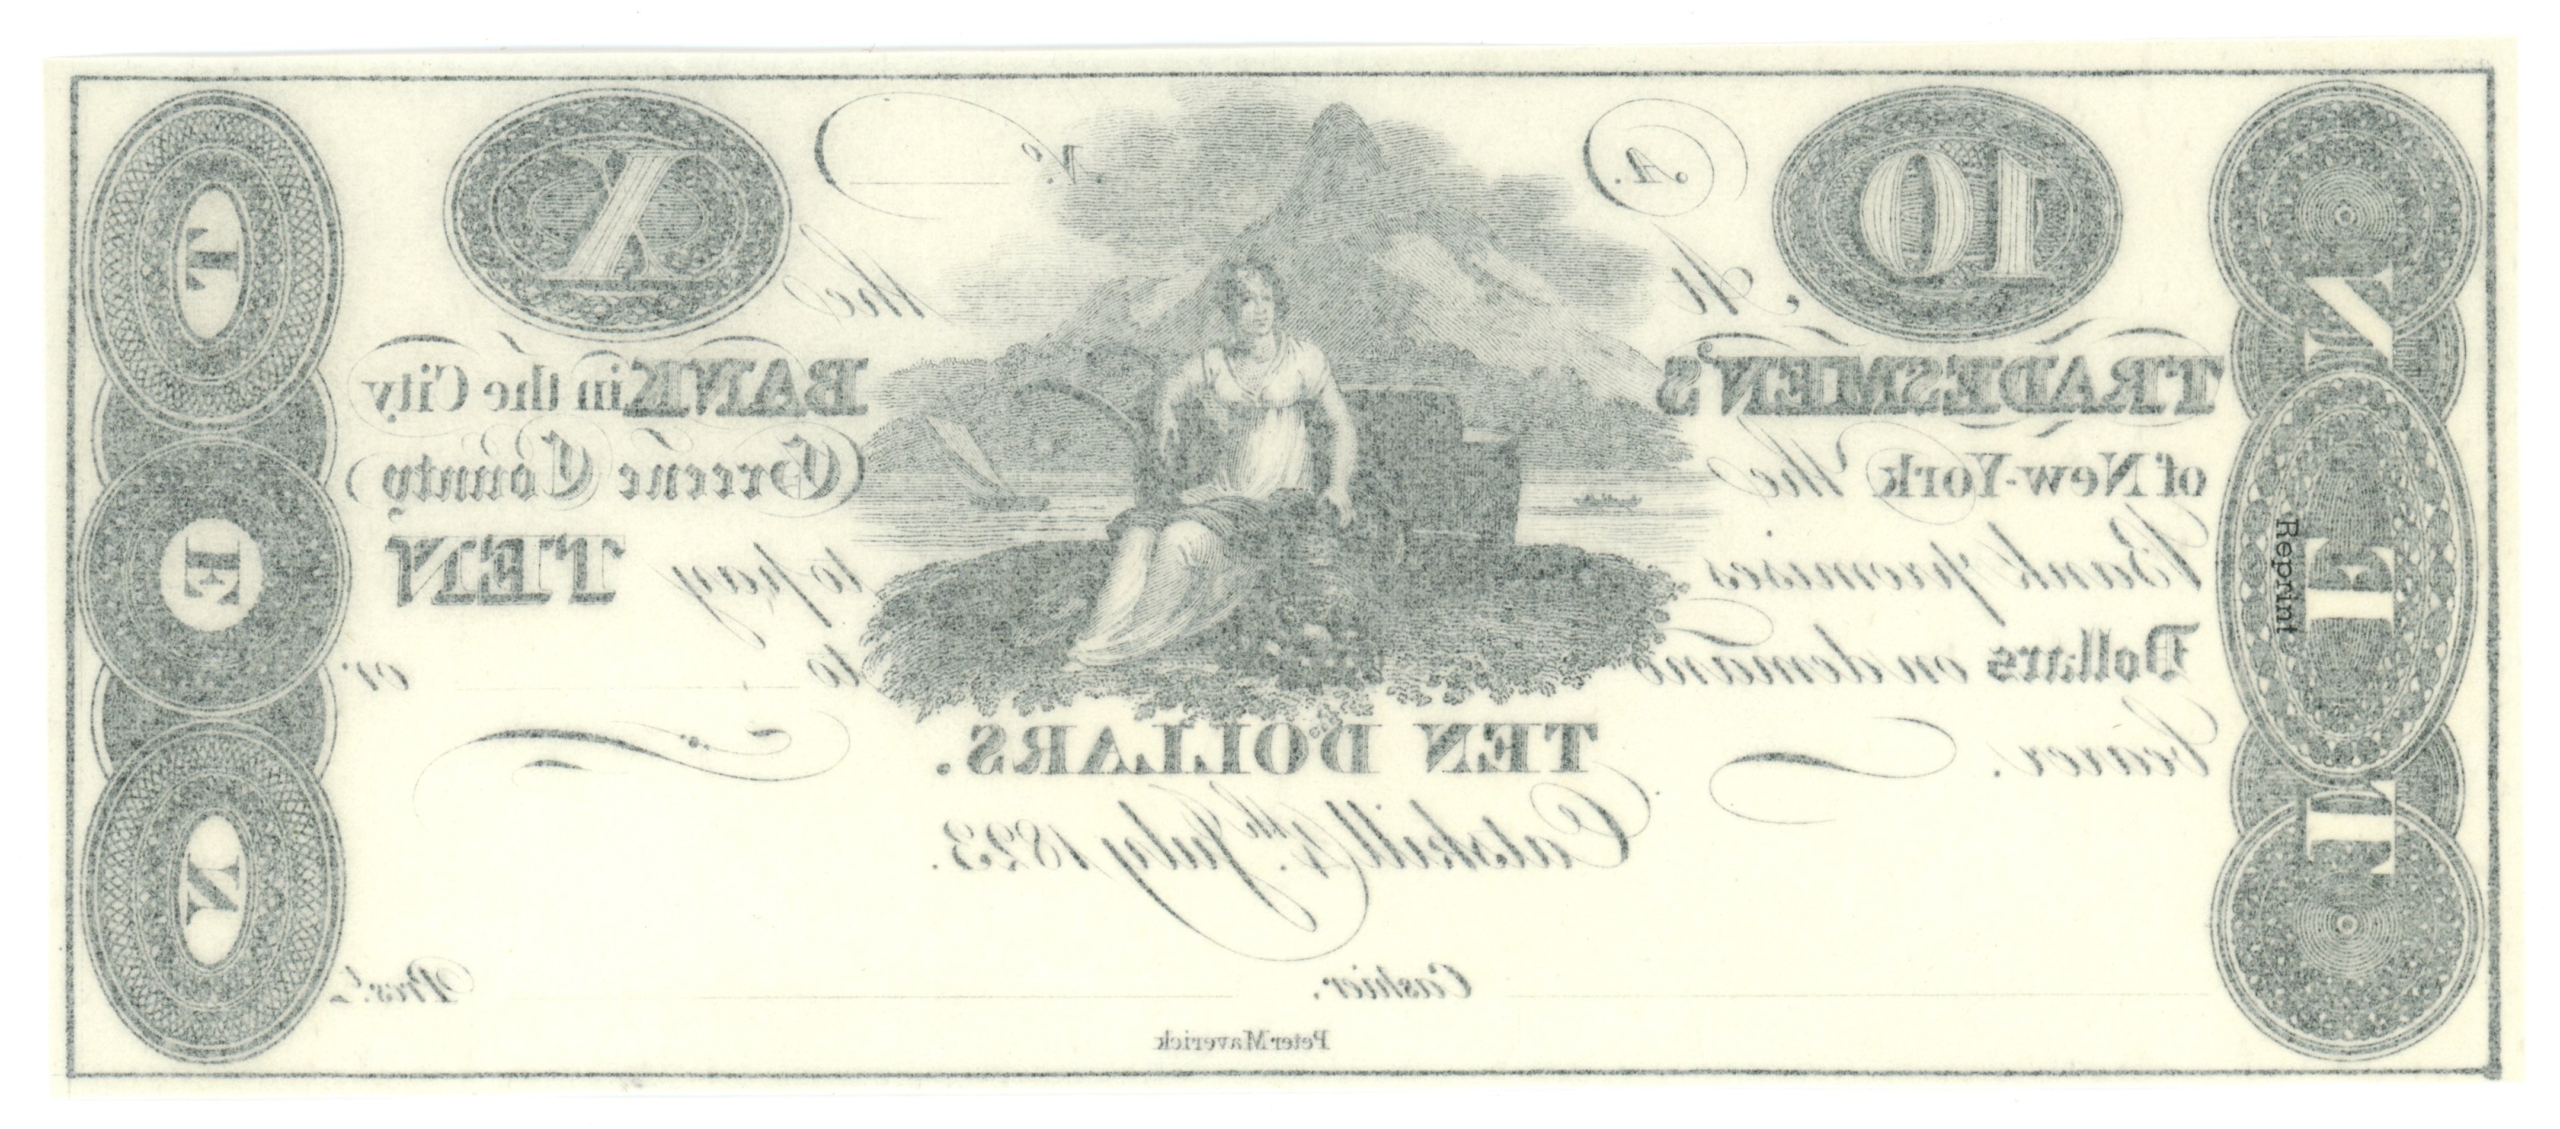 TEN
10 A. No. X
At the
TRADESMEN'S BANK in the City
of New-York the (Greene County)
Bank promises to pay TEN
Dollars on demand to or
bearer.
TEN DOLLARS.
Catskill 4th July 1823.
Cashier. Pres.t
Peter Maverick
TEN
Reprint